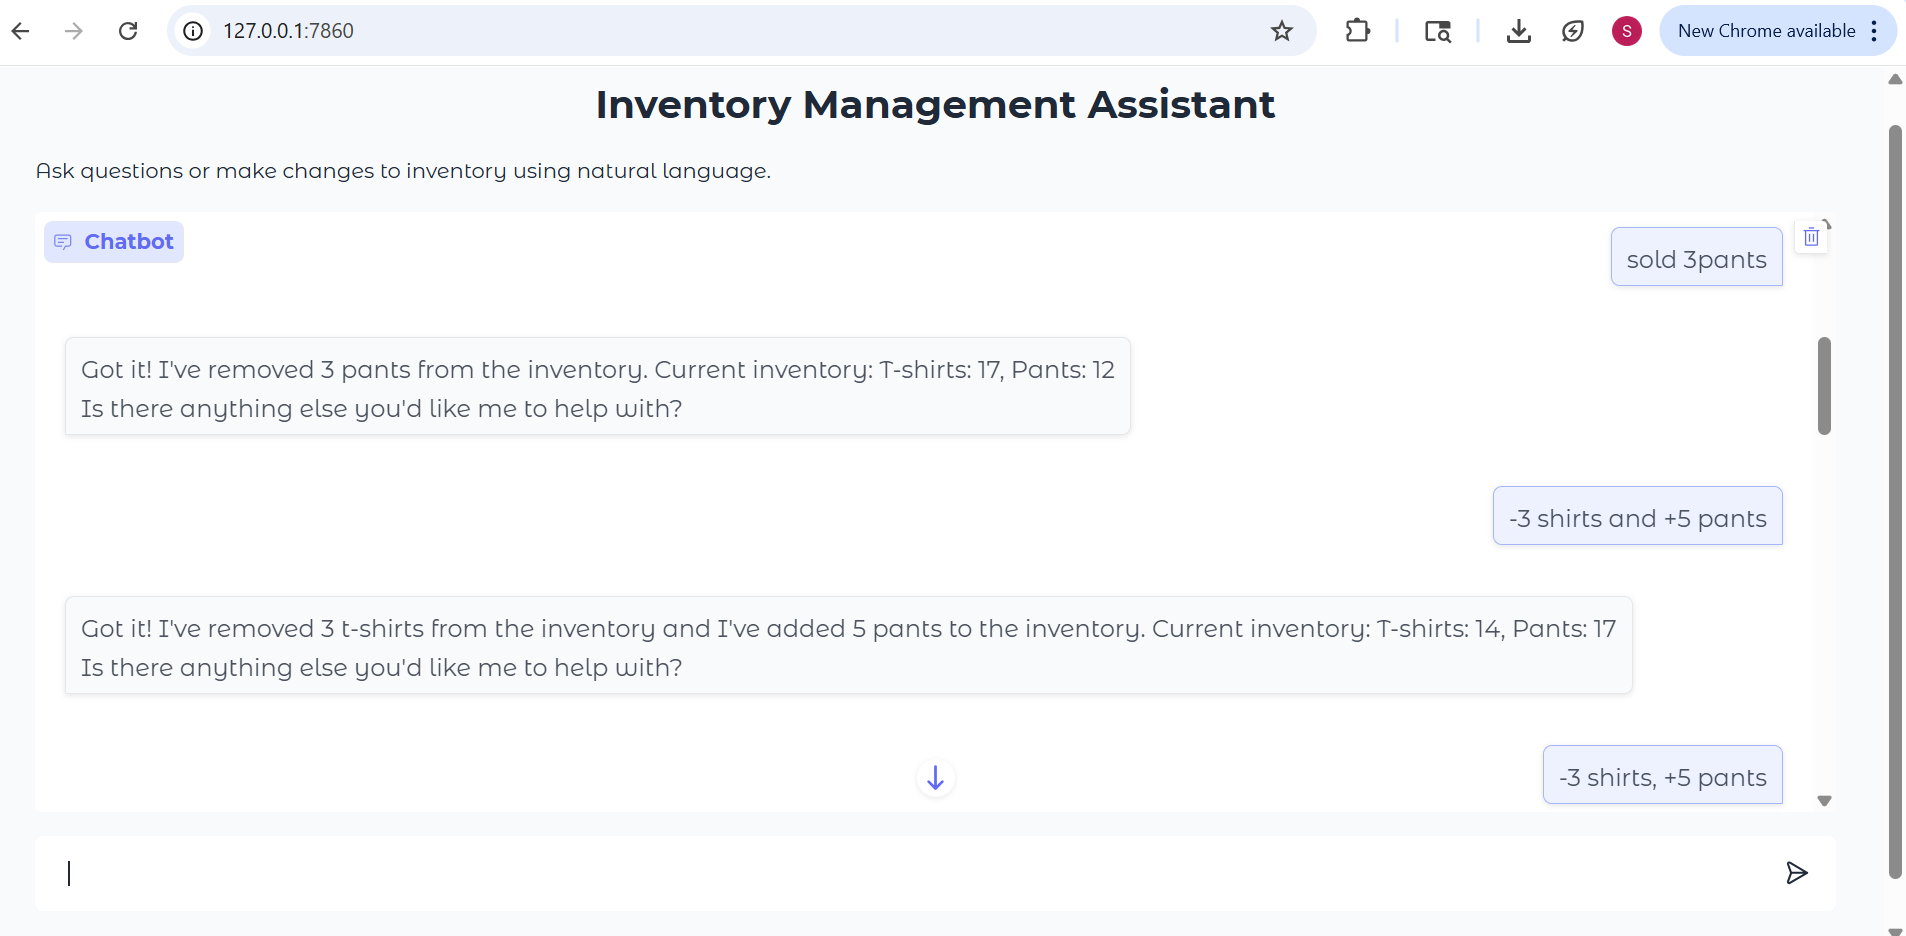 127.0.0.1:7860
S
New Chrome available
Inventory Management Assistant
Ask questions or make changes to inventory using natural language.
Chatbot
sold 3pants
Got it! I've removed 3 pants from the inventory. Current inventory: T-shirts: 17, Pants: 12
Is there anything else you'd like me to help with?
-3 shirts and +5 pants
Got it! I've removed 3 t-shirts from the inventory and I've added 5 pants to the inventory. Current inventory: T-shirts: 14, Pants: 17
Is there anything else you'd like me to help with?
-3 shirts, +5 pants